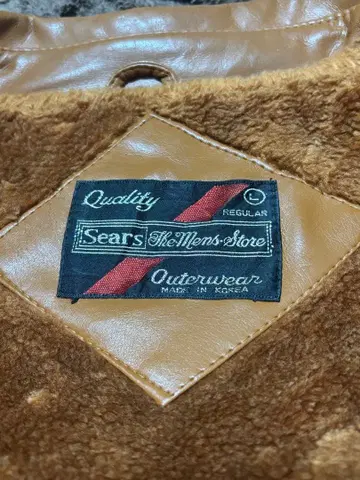 Quality
L
REGULAR
Sears The Mens Store
Outerwear
MADE IN KOREA